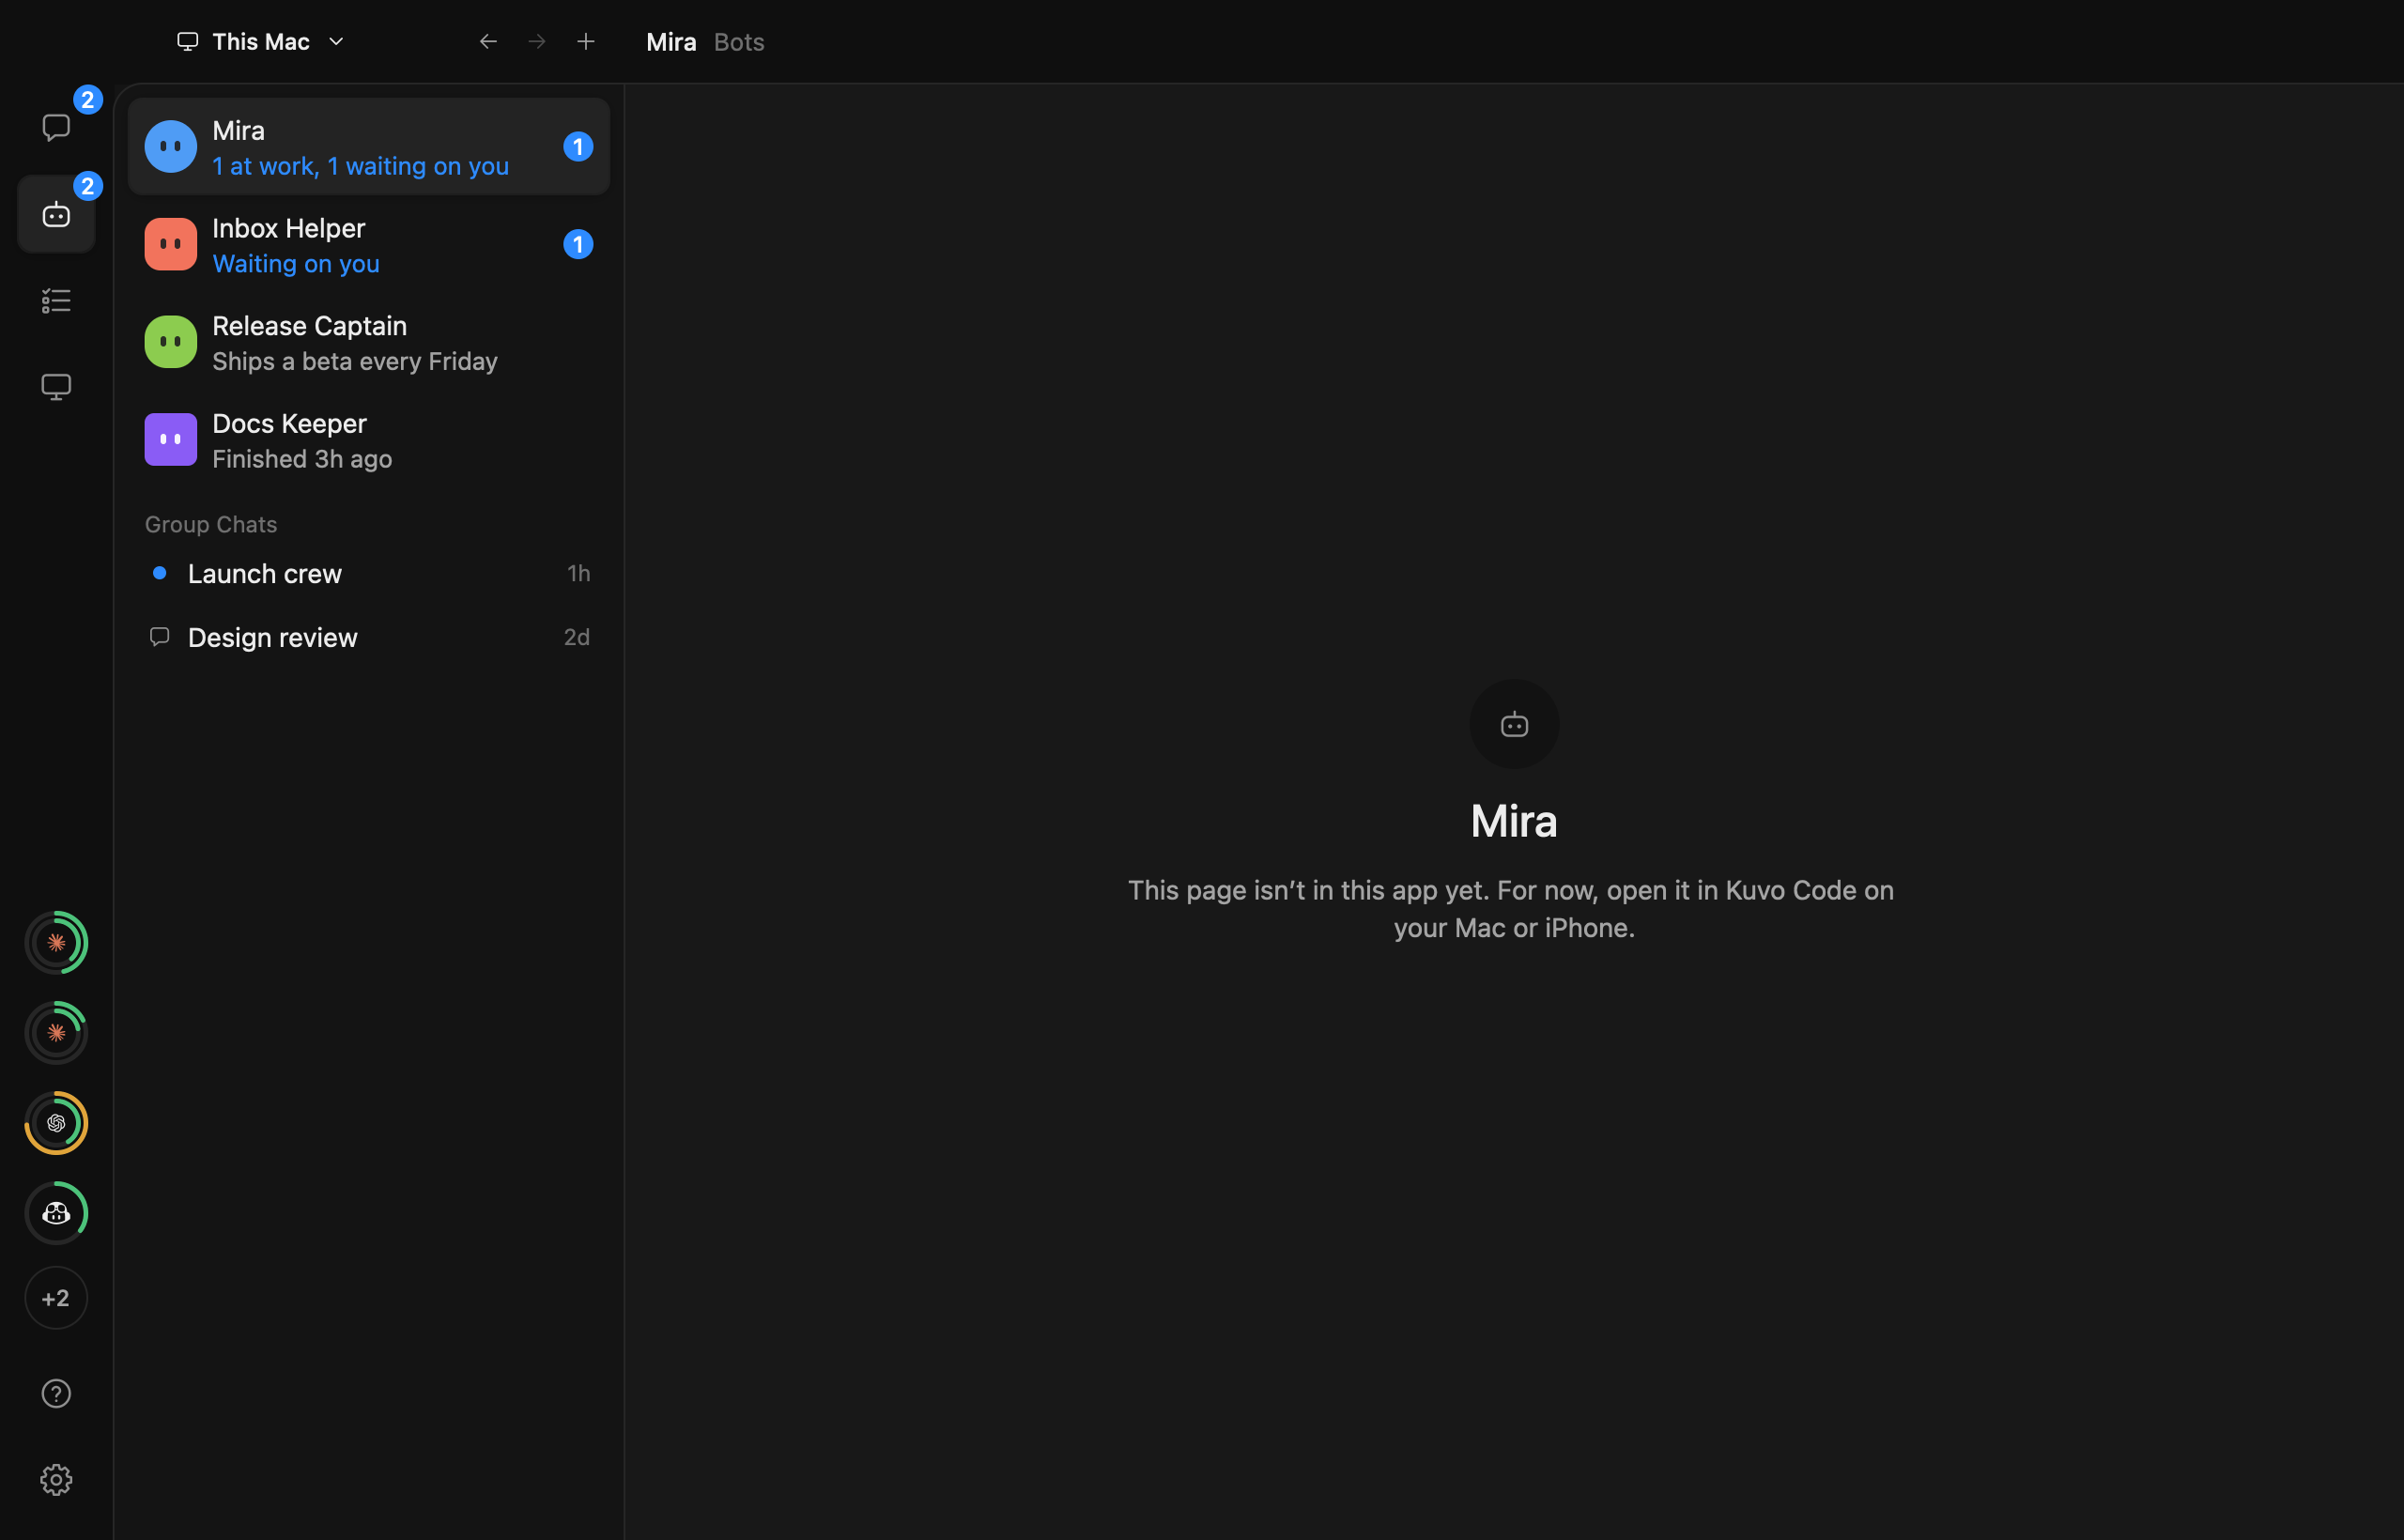 This Mac
Mira Bots
2
2
Mira
1 at work, 1 waiting on you
1
Inbox Helper
Waiting on you
1
Release Captain
Ships a beta every Friday
Docs Keeper
Finished 3h ago
Group Chats
Launch crew 1h
Design review 2d
+2
?
Mira
This page isn’t in this app yet. For now, open it in Kuvo Code on
your Mac or iPhone.